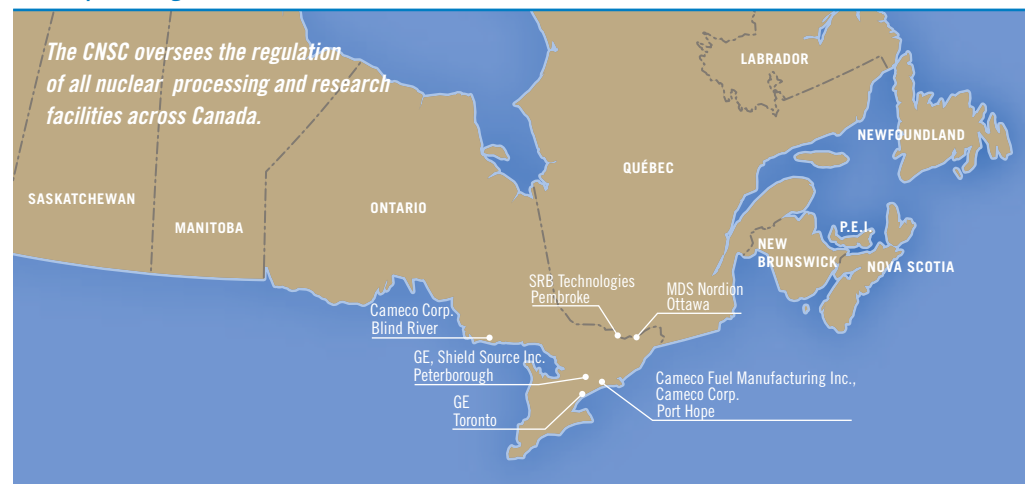 The CNSC oversees the regulation
of all nuclear processing and research
facilities across Canada.
LABRADOR
NEWFOUNDLAND
QUÉBEC
SASKATCHEWAN
ONTARIO
MANITOBA
P.E.I.
NEW
BRUNSWICK
NOVA SCOTIA
SRB Technologies
Pembroke
MDS Nordion
Ottawa
Cameco Corp.
Blind River
GE, Shield Source Inc.
Peterborough
Cameco Fuel Manufacturing Inc.,
Cameco Corp.
Port Hope
GE
Toronto